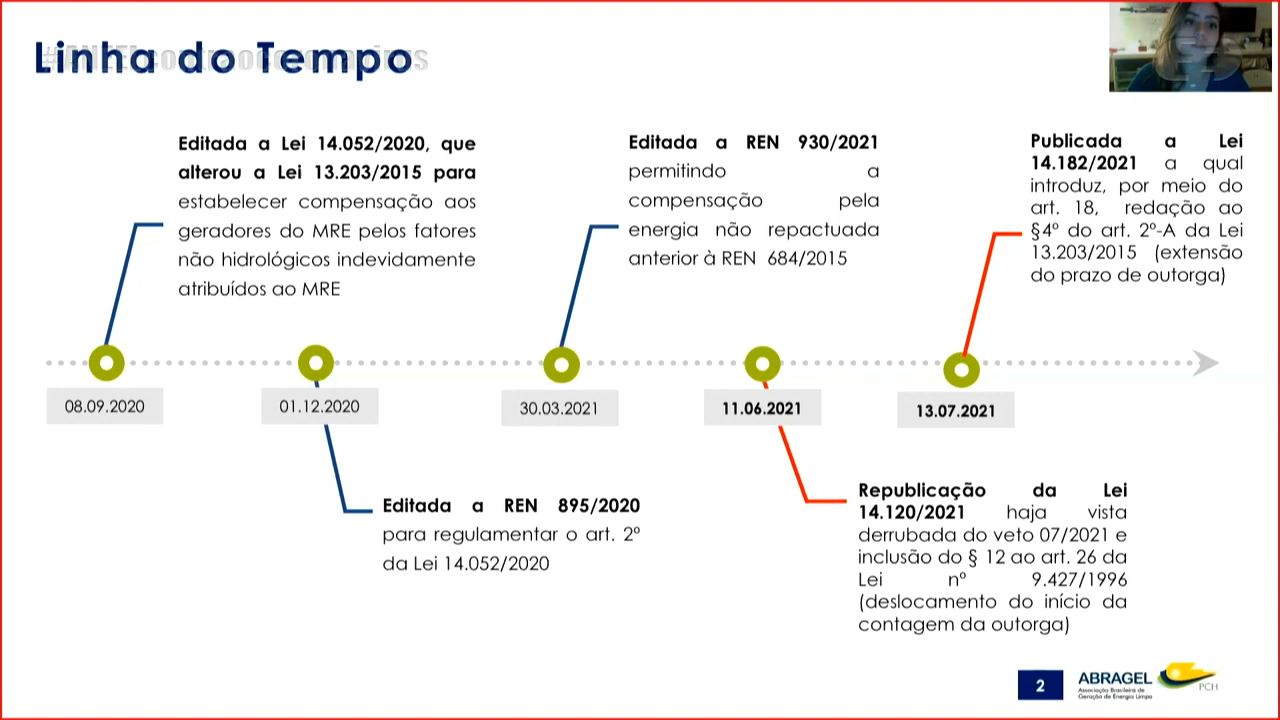 Linha do Tempo
Editada a Lei 14.052/2020, que
alterou a Lei 13.203/2015 para
estabelecer compensação aos
geradores do MRE pelos fatores
não hidrológicos indevidamente
atribuídos ao MRE
Editada a REN 930/2021
permitindo a
compensação pela
energia não repactuada
anterior à REN 684/2015
Publicada a Lei
14.182/2021 a qual
introduz, por meio do
art. 18, redação ao
§4º do art. 2º-A da Lei
13.203/2015 (extensão
do prazo de outorga)
08.09.2020
01.12.2020
30.03.2021
11.06.2021
13.07.2021
Editada a REN 895/2020
para regulamentar o art. 2º
da Lei 14.052/2020
Republicação da Lei
14.120/2021 haja vista
derrubada do veto 07/2021 e
inclusão do § 12 ao art. 26 da
Lei nº 9.427/1996
(deslocamento do início da
contagem da outorga)
2
ABRAGEL
Associação Brasileira de
Geração de Energia Limpa
PCH